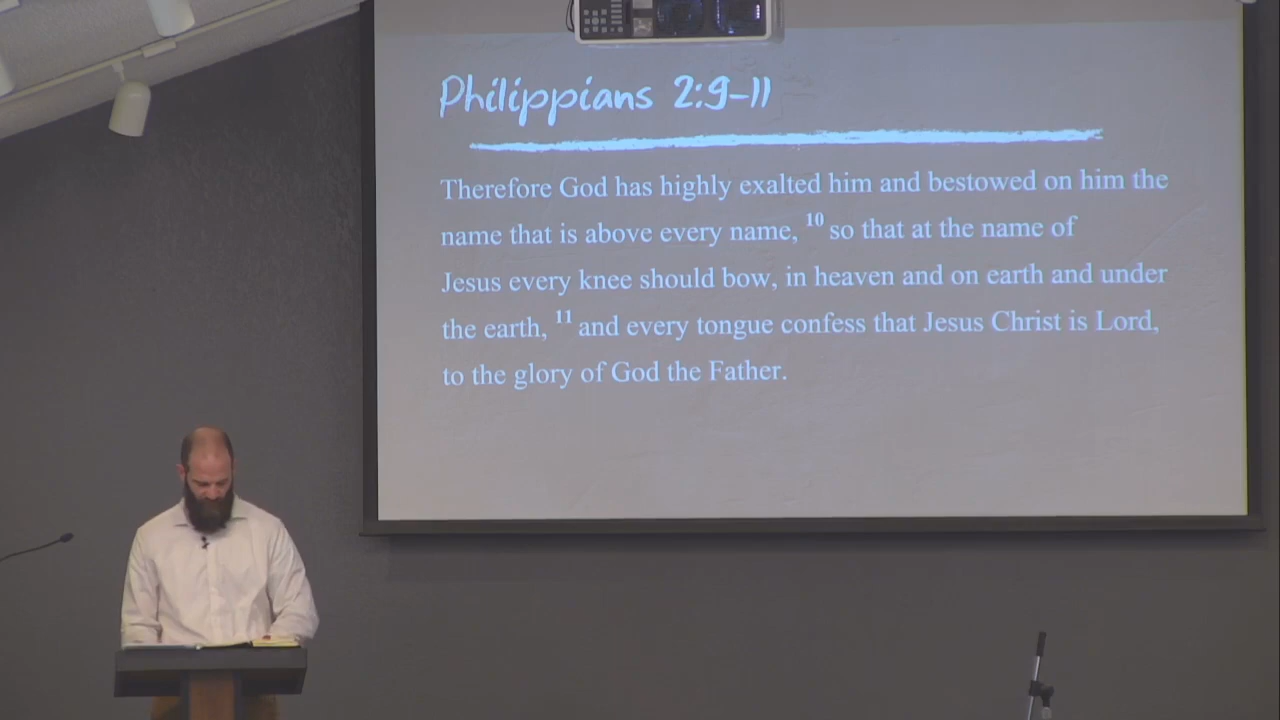 Philippians 2:9-11
Therefore God has highly exalted him and bestowed on him the
name that is above every name, 10 so that at the name of
Jesus every knee should bow, in heaven and on earth and under
the earth, 11 and every tongue confess that Jesus Christ is Lord,
to the glory of God the Father.